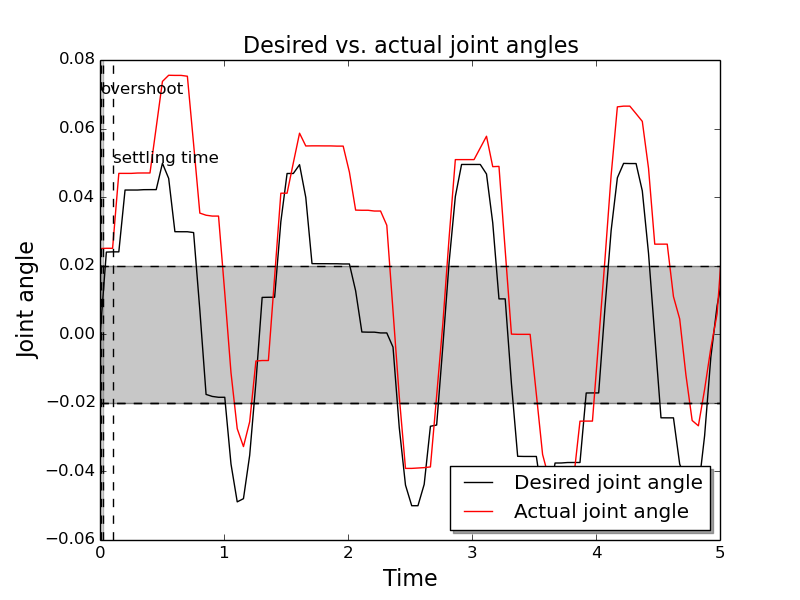 Desired vs. actual joint angles
0.08
overshoot
0.06
settling time
0.04
0.02
Joint angle
0.00
−0.02
−0.04
Desired joint angle
Actual joint angle
−0.06
0 1 2 3 4 5
Time